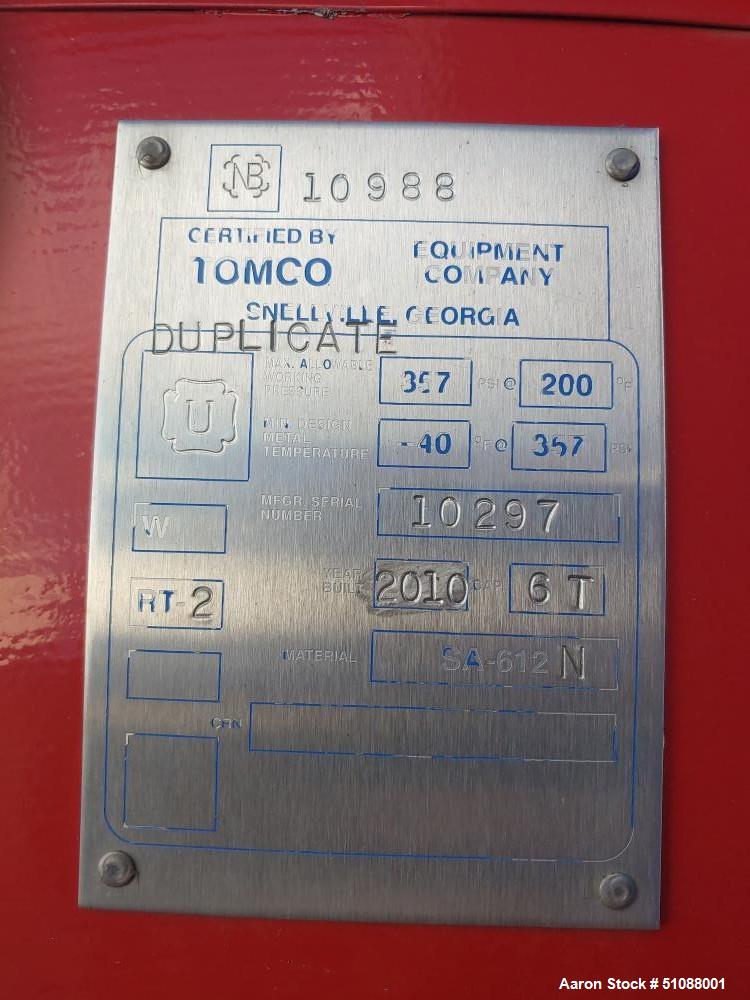 NB 10988
CERTIFIED BY
TOMCO EQUIPMENT COMPANY
SNELLVILLE, GEORGIA
DUPLICATE
U
MAX. ALLOWABLE WORKING PRESSURE 357 PSI @ 200 °F
MIN. DESIGN METAL TEMPERATURE -40 °F @ 357 PSI
W
MFGR. SERIAL NUMBER 10297
RT-2
YEAR BUILT 2010 CAP 6 T
MATERIAL SA-612 N
CRN
Aaron Stock # 51088001